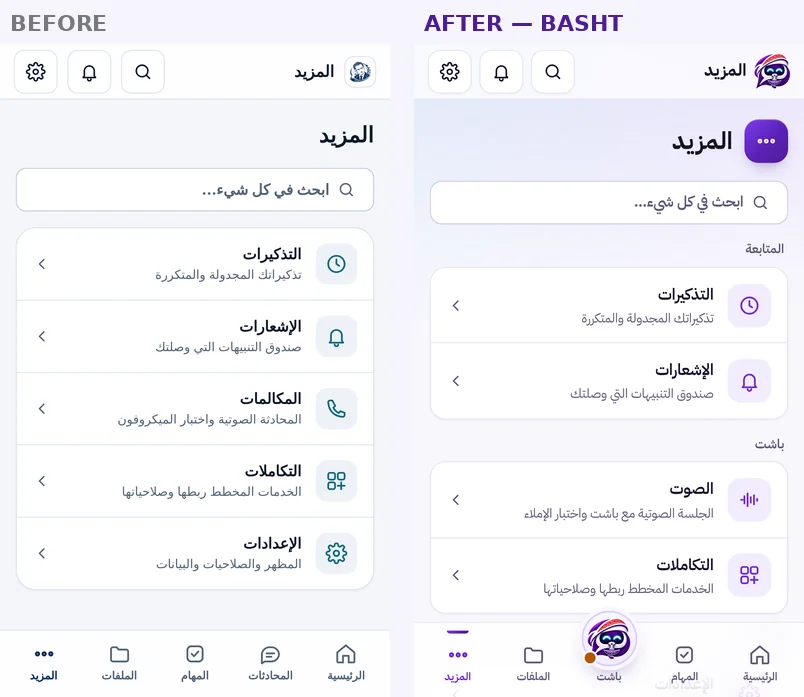 BEFORE
المزيد
المزيد
ابحث في كل شيء...
التذكيرات
تذكيراتك المجدولة والمتكررة
الإشعارات
صندوق التنبيهات التي وصلتك
المكالمات
المحادثة الصوتية واختبار الميكروفون
التكاملات
الخدمات المخطط ربطها وصلاحياتها
الإعدادات
المظهر والصلاحيات والبيانات
الرئيسية
المحادثات
المهام
الملفات
المزيد
AFTER — BASHT
المزيد
المزيد
ابحث في كل شيء...
المتابعة
التذكيرات
تذكيراتك المجدولة والمتكررة
الإشعارات
صندوق التنبيهات التي وصلتك
باشت
الصوت
الجلسة الصوتية مع باشت واختبار الإملاء
التكاملات
الخدمات المخطط ربطها وصلاحياتها
الإعدادات
الرئيسية
المهام
باشت
الملفات
المزيد